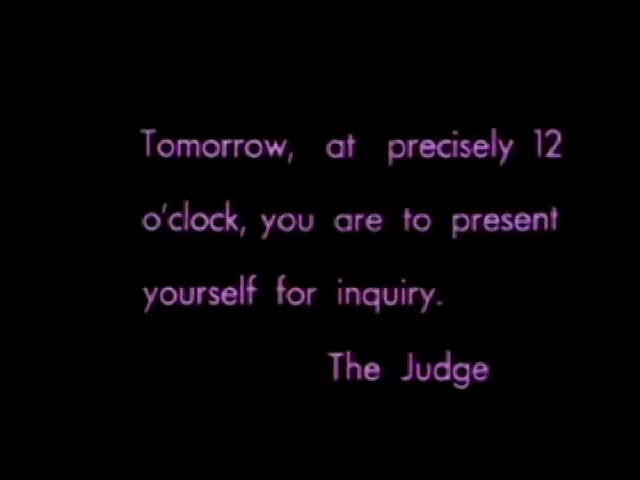 Tomorrow, at precisely 12
o'clock, you are to present
yourself for inquiry.
The Judge